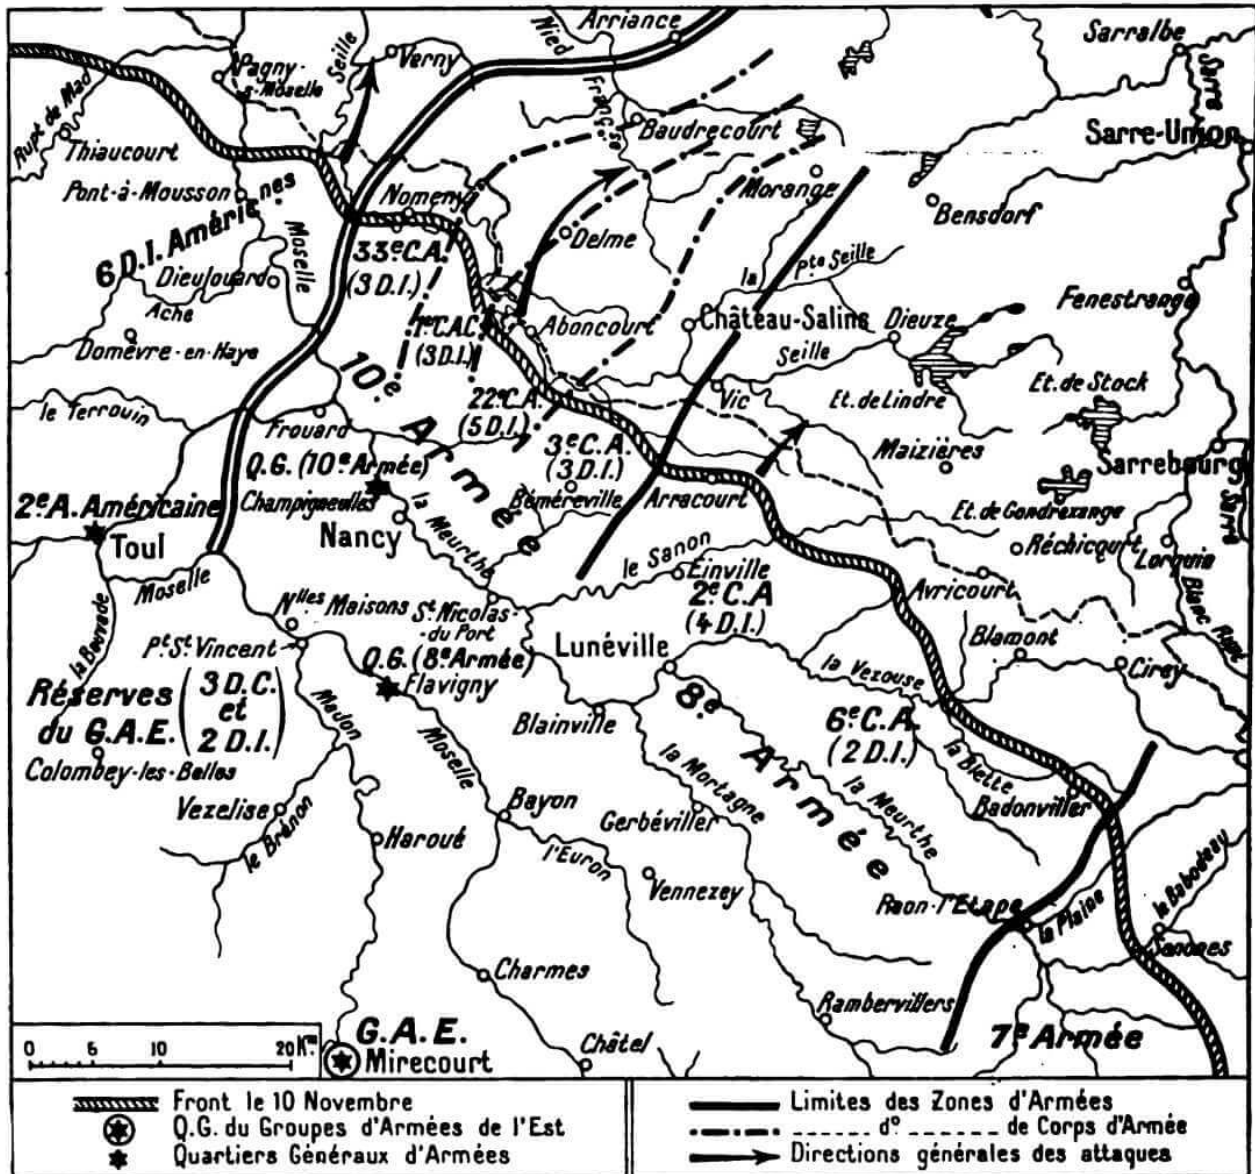 Arriance
Sarralbe
Nied
Française
Seille
Verny
Pagny-
s-Moselle
Rupt de Mad
Thiaucourt
Baudrecourt
Sarre
Sarre-Union
Pont-à-Mousson
Nomeny
Morange
Bensdorf
6 D.I. Américnes.
Moselle
33e C.A.
(3 D.I.)
Delme
la Pte Seille
Dieulouard
Ache
Fenestrange
Domèvre-en-Haye
1er C.A.C.
(3 D.I.)
Aboncourt
Château-Salins
Dieuze
Seille
le Terrouin
10.e Armée
22e C.A.
(5 D.I.)
Vic
Et. de Lindre
Et. de Stock
Frouard
3e C.A.
(3 D.I.)
Maizières
Sarrebourg
Q.G. (10e Armée)
Champigneulles
Béméreville
Arracourt
2e A. Américaine
Toul
Nancy
la Meurthe
Et. de Gondrexange
Réchicourt
Lorquin
Sarre
le Sanon
Einville
Moselle
2e C.A
(4 D.I.)
Avricourt
Blanc Rupt
Nlles Maisons
St Nicolas-
du Port
la Bouvade
Pt St Vincent
Q.G. (8e Armée)
Flavigny
Lunéville
Blamont
Cirey
la Vezouse
Réserves
du G.A.E.
(3 D.C.
et
2 D.I.)
Colombey-les-Belles
Madon
Moselle
Blainville
8.e Armée
6e C.A.
(2 D.I.)
la Blette
Badonviller
la Mortagne
la Meurthe
Vezelise
le Brénon
Haroué
Bayon
l'Euron
Gerbéviller
Vennezey
Raon-l'Etape
la Plaine
le Rabodeau
Senones
Charmes
Rambervillers
7e Armée
0 5 10 20 Km.
G.A.E.
Mirecourt
Châtel
Front le 10 Novembre
Q.G. du Groupes d'Armées de l'Est
Quartiers Généraux d'Armées
Limites des Zones d'Armées
d° de Corps d'Armée
Directions générales des attaques